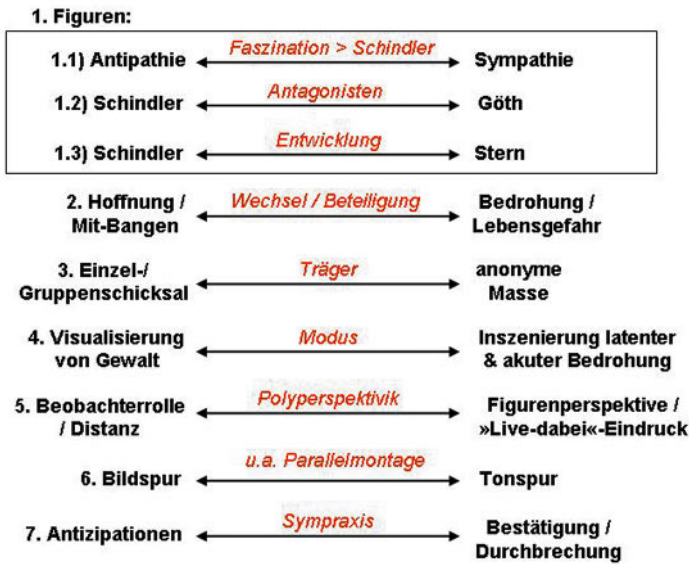 1. Figuren:
1.1) Antipathie Faszination > Schindler Sympathie
1.2) Schindler Antagonisten Göth
1.3) Schindler Entwicklung Stern
2. Hoffnung / Wechsel / Beteiligung Bedrohung /
Mit-Bangen Lebensgefahr
3. Einzel-/ Träger anonyme
Gruppenschicksal Masse
4. Visualisierung Modus Inszenierung latenter
von Gewalt & akuter Bedrohung
5. Beobachterrolle Polyperspektivik Figurenperspektive /
/ Distanz »Live-dabei«-Eindruck
6. Bildspur u.a. Parallelmontage Tonspur
7. Antizipationen Sympraxis Bestätigung /
Durchbrechung